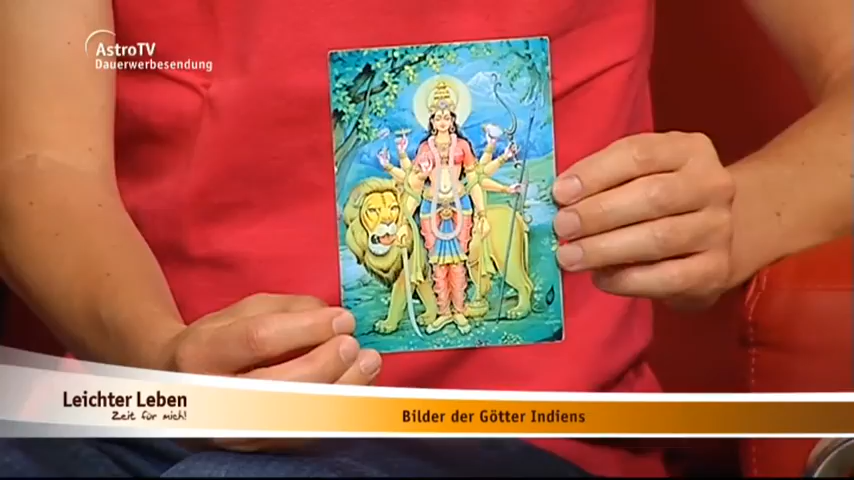 AstroTV
Dauerwerbesendung
Leichter Leben
Zeit für mich!
Bilder der Götter Indiens